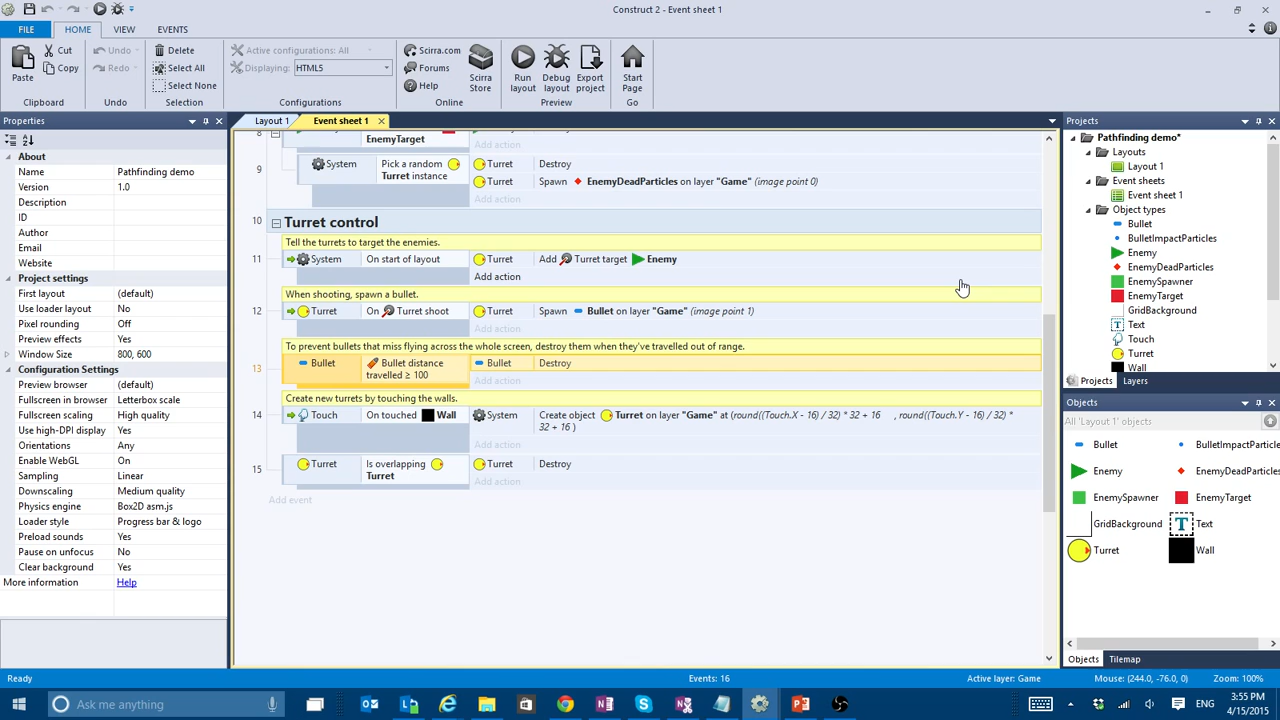 Construct 2 - Event sheet 1
FILE HOME VIEW EVENTS
Paste Cut Copy
Clipboard
Undo Redo
Undo
Delete Select All Select None
Selection
Active configurations: All
Displaying: HTML5
Configurations
Scirra.com Forums Help Scirra Store
Online
Run layout Debug layout Export project
Preview
Start Page
Go
Properties
About
Name Pathfinding demo
Version 1.0
Description
ID
Author
Email
Website
Project settings
First layout (default)
Use loader layout No
Pixel rounding Off
Preview effects Yes
Window Size 800, 600
Configuration Settings
Preview browser (default)
Fullscreen in browser Letterbox scale
Fullscreen scaling High quality
Use high-DPI display Yes
Orientations Any
Enable WebGL On
Sampling Linear
Downscaling Medium quality
Physics engine Box2D asm.js
Loader style Progress bar & logo
Preload sounds Yes
Pause on unfocus No
Clear background Yes
More information Help
Layout 1 Event sheet 1
8 EnemyTarget Add action
9 System Pick a random Turret instance
Turret Destroy
Turret Spawn EnemyDeadParticles on layer "Game" (image point 0)
Add action
10 Turret control
Tell the turrets to target the enemies.
11 System On start of layout Turret Add Turret target Enemy
Add action
When shooting, spawn a bullet.
12 Turret On Turret shoot Turret Spawn Bullet on layer "Game" (image point 1)
Add action
To prevent bullets that miss flying across the whole screen, destroy them when they've travelled out of range.
13 Bullet Bullet distance travelled ≥ 100 Bullet Destroy
Add action
Create new turrets by touching the walls.
14 Touch On touched Wall System Create object Turret on layer "Game" at (round((Touch.X - 16) / 32) * 32 + 16 , round((Touch.Y - 16) / 32) *
32 + 16 )
Add action
15 Turret Is overlapping Turret Turret Destroy
Add action
Add event
Projects
Pathfinding demo*
Layouts
Layout 1
Event sheets
Event sheet 1
Object types
Bullet
BulletImpactParticles
Enemy
EnemyDeadParticles
EnemySpawner
EnemyTarget
GridBackground
Text
Touch
Turret
Wall
Projects Layers
Objects
All 'Layout 1' objects
Bullet BulletImpactParticles
Enemy EnemyDeadParticles
EnemySpawner EnemyTarget
GridBackground Text
Turret Wall
Objects Tilemap
Ready Events: 16 Active layer: Game Mouse: (244.0, -76.0, 0) Zoom: 100%
Ask me anything
ENG
3:55 PM
4/15/2015